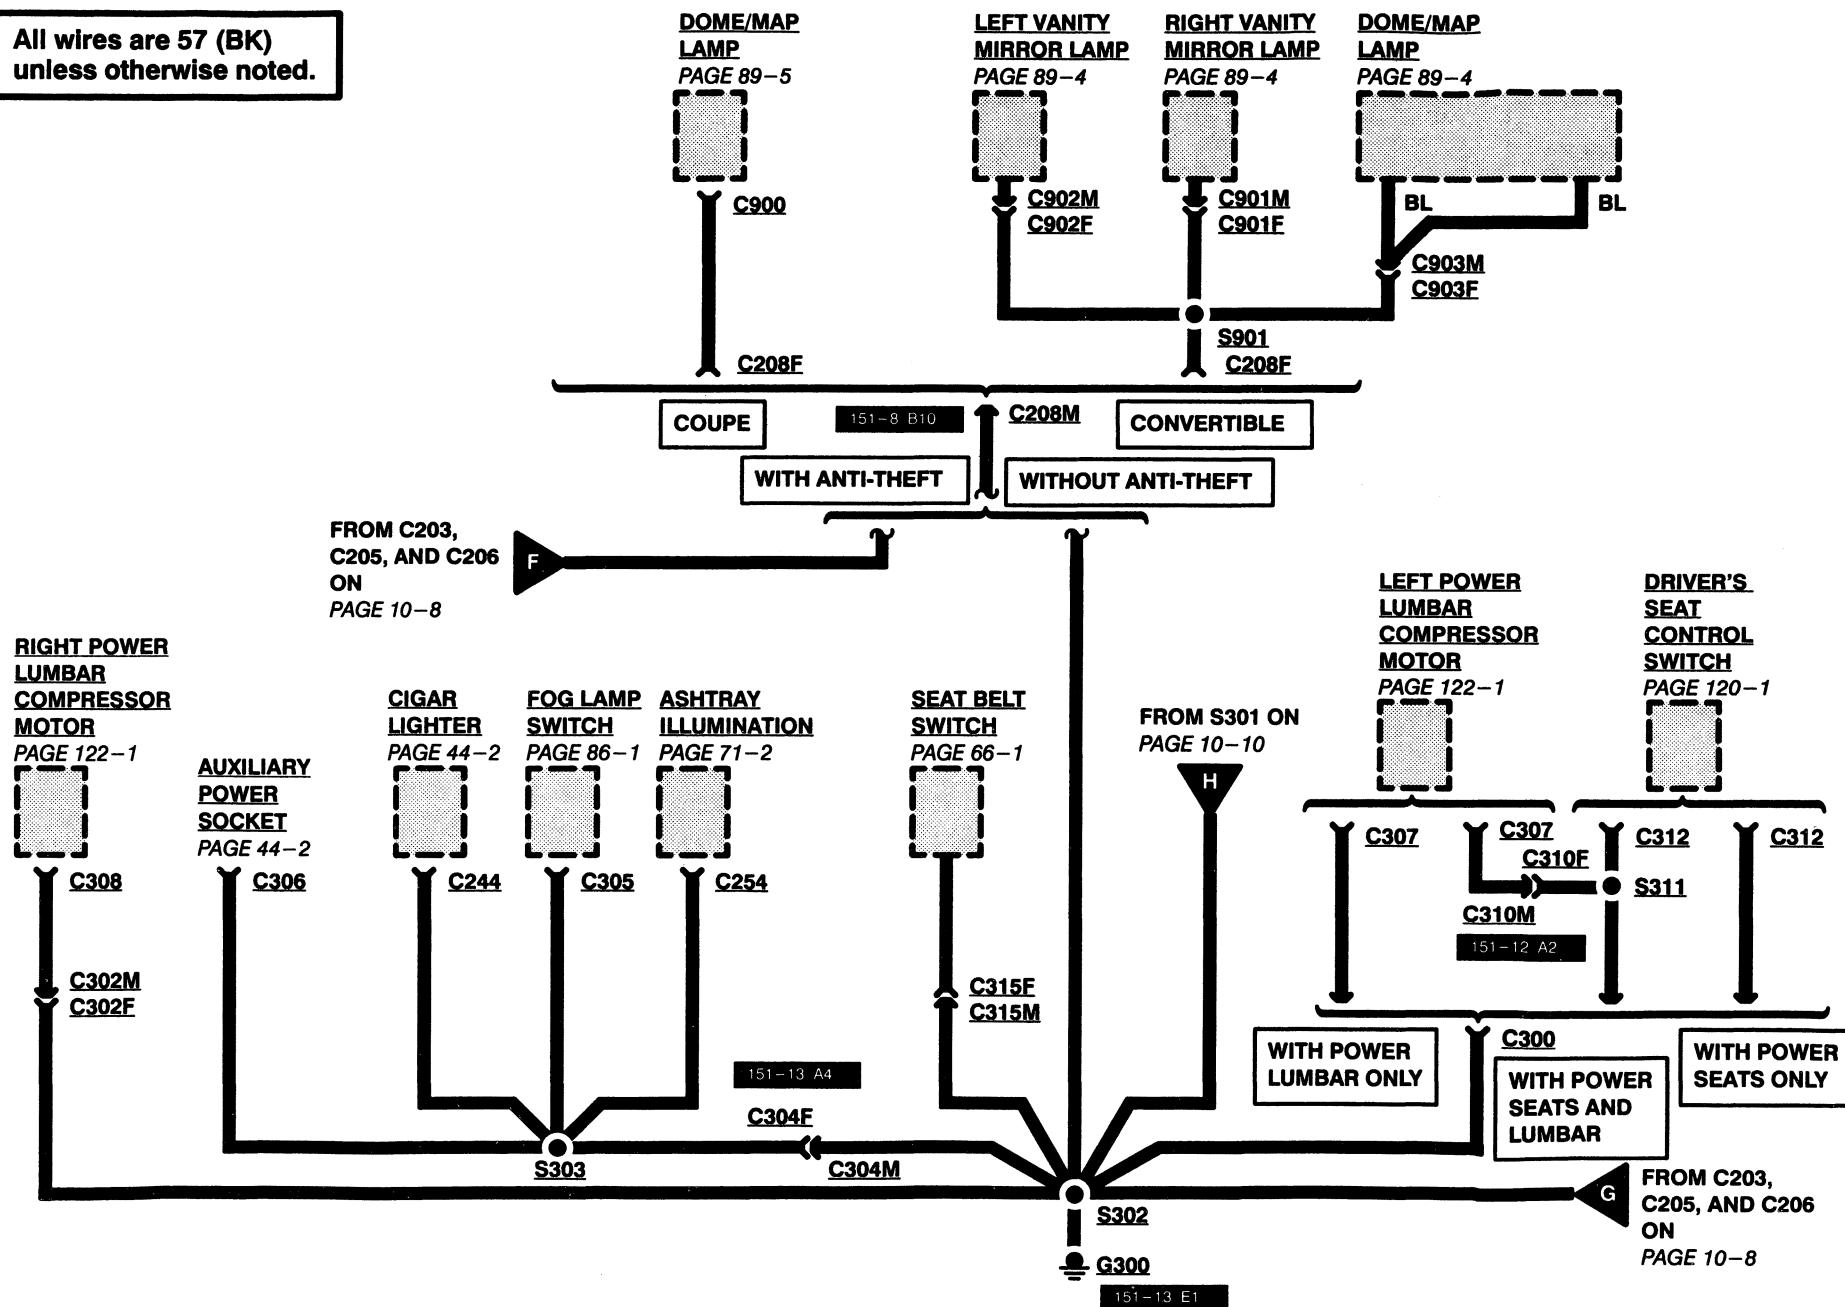 All wires are 57 (BK)
unless otherwise noted.
DOME/MAP
LAMP
PAGE 89–5
LEFT VANITY
MIRROR LAMP
PAGE 89–4
RIGHT VANITY
MIRROR LAMP
PAGE 89–4
DOME/MAP
LAMP
PAGE 89–4
C900
C902M
C902F
C901M
C901F
BL
BL
C903M
C903F
S901
C208F
C208F
COUPE
151–8 B10
C208M
CONVERTIBLE
WITH ANTI-THEFT
WITHOUT ANTI-THEFT
FROM C203,
C205, AND C206
ON
PAGE 10–8
F
RIGHT POWER
LUMBAR
COMPRESSOR
MOTOR
PAGE 122–1
AUXILIARY
POWER
SOCKET
PAGE 44–2
CIGAR
LIGHTER
PAGE 44–2
FOG LAMP
SWITCH
PAGE 86–1
ASHTRAY
ILLUMINATION
PAGE 71–2
SEAT BELT
SWITCH
PAGE 66–1
FROM S301 ON
PAGE 10–10
H
LEFT POWER
LUMBAR
COMPRESSOR
MOTOR
PAGE 122–1
DRIVER'S
SEAT
CONTROL
SWITCH
PAGE 120–1
C308
C306
C244
C305
C254
C307
C307
C312
C312
C310F
S311
C310M
151–12 A2
C302M
C302F
C315F
C315M
C300
WITH POWER
LUMBAR ONLY
WITH POWER
SEATS AND
LUMBAR
WITH POWER
SEATS ONLY
151–13 A4
C304F
C304M
S303
S302
G
FROM C203,
C205, AND C206
ON
PAGE 10–8
G300
151–13 E1